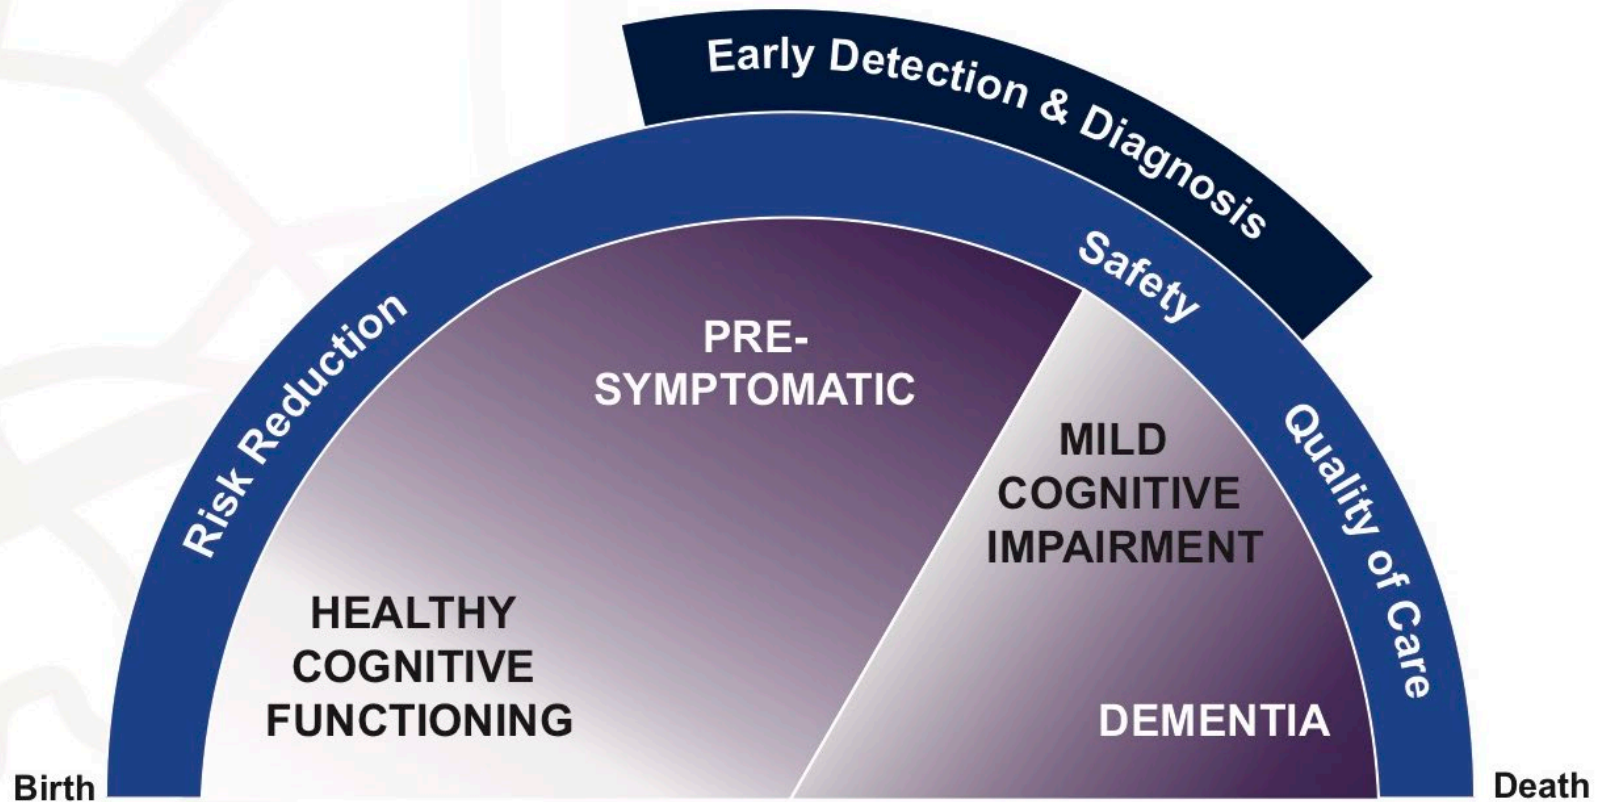 Early Detection & Diagnosis
Risk Reduction
Safety
Quality of Care
PRE-
SYMPTOMATIC
MILD
COGNITIVE
IMPAIRMENT
HEALTHY
COGNITIVE
FUNCTIONING
DEMENTIA
Birth
Death